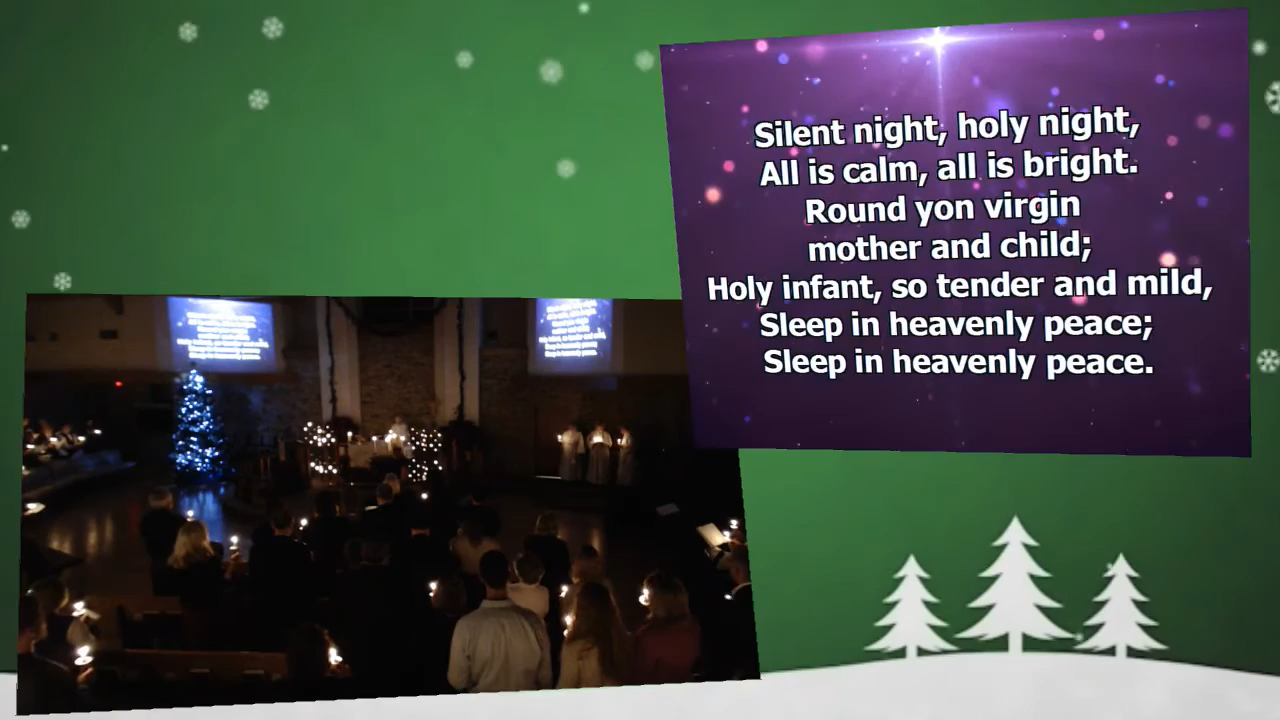 Silent night, holy night,
All is calm, all is bright.
Round yon virgin
mother and child;
Holy infant, so tender and mild,
Sleep in heavenly peace;
Sleep in heavenly peace.